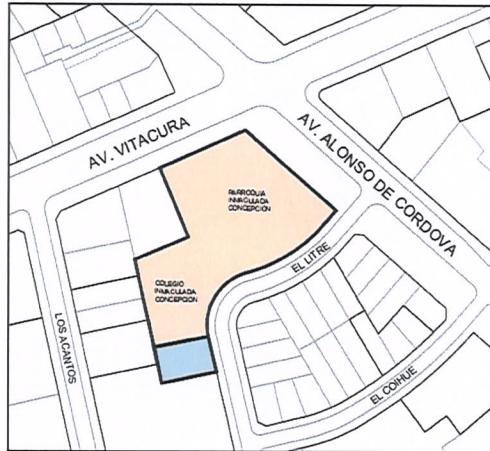 AV. VITACURA
AV. ALONSO DE CORDOVA
PARROQUIA
INMACULADA
CONCEPCION
EL LITRE
COLEGIO
INMACULADA
CONCEPCION
LOS ACANTOS
EL COIHUE